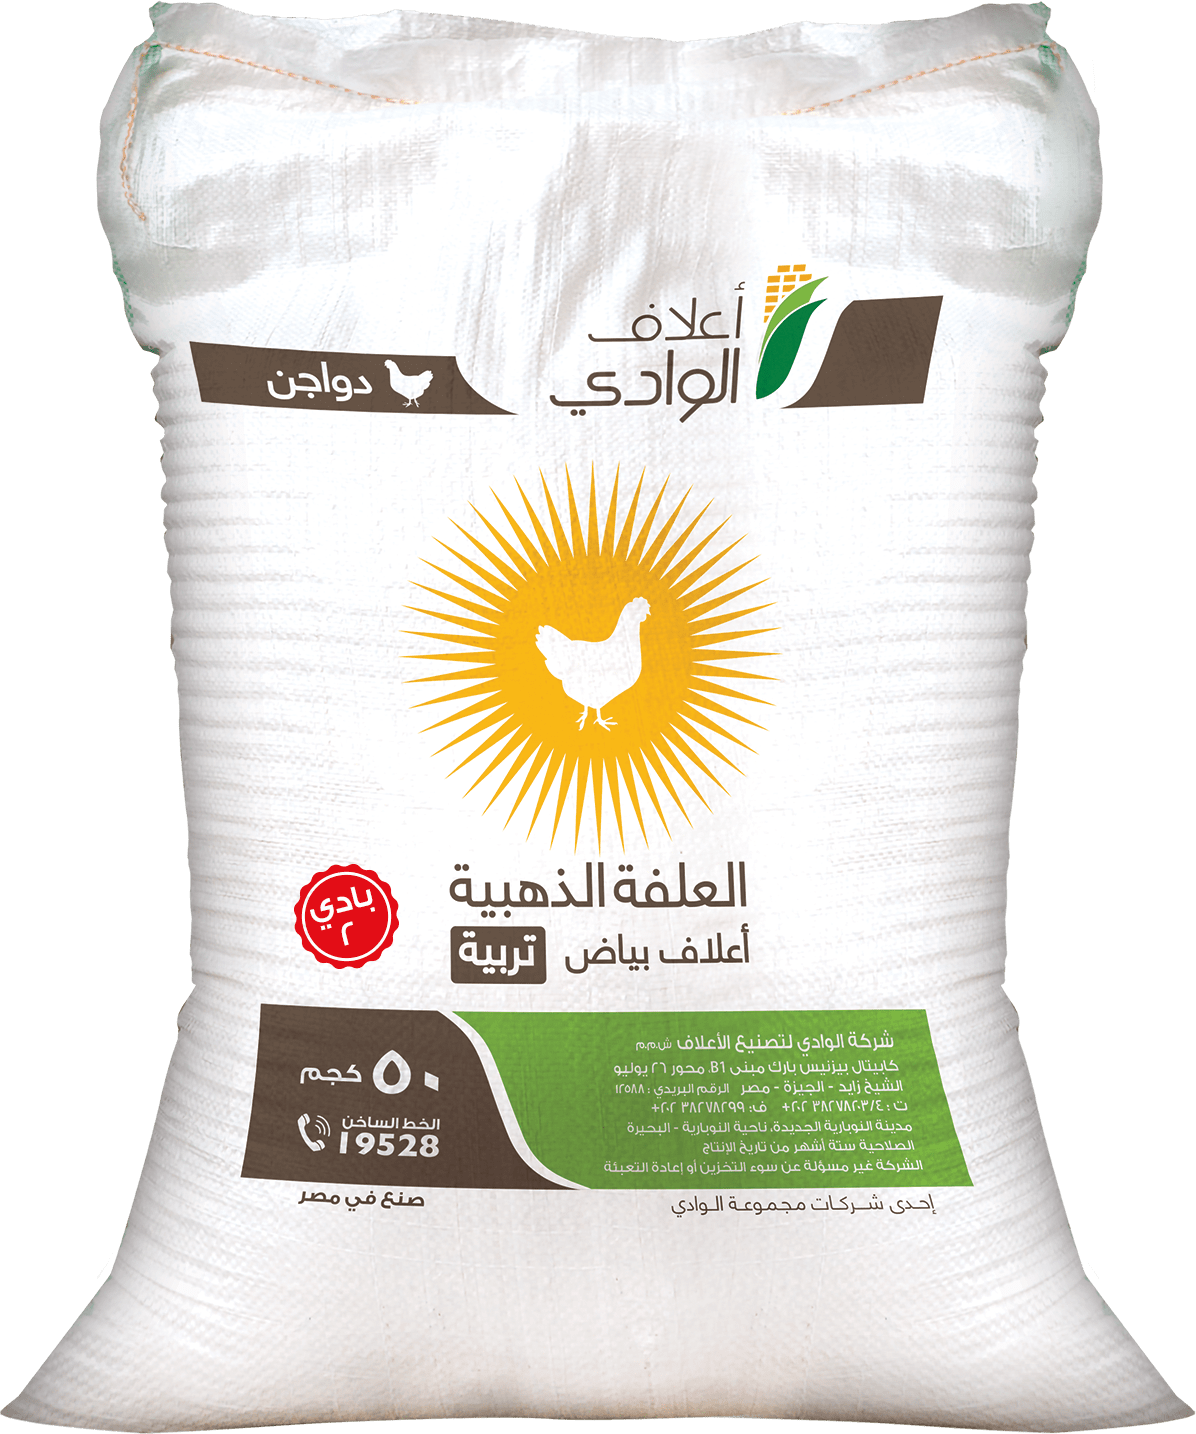 أعلاف
الوادي
دواجن
العلفة الذهبية
أعلاف بياض تربية
بادي
٢
٥٠ كجم
الخط الساخن
19528
صنع في مصر
شركة الوادي لتصنيع الأعلاف ش.م.م
كابيتال بيزنيس بارك مبنى B1، محور ٢٦ يوليو
الشيخ زايد - الجيزة - مصر الرقم البريدي : ١٢٥٨٨
ت : ٣٨٢٧٨٢٠٣/٤ ٢٠٢+ ف: ٣٨٢٧٨٢٩٩ ٢٠٢+
مدينة النوبارية الجديدة، ناحية النوبارية - البحيرة
الصلاحية ستة أشهر من تاريخ الإنتاج
الشركة غير مسؤلة عن سوء التخزين أو إعادة التعبئة
إحدى شركات مجموعة الوادي